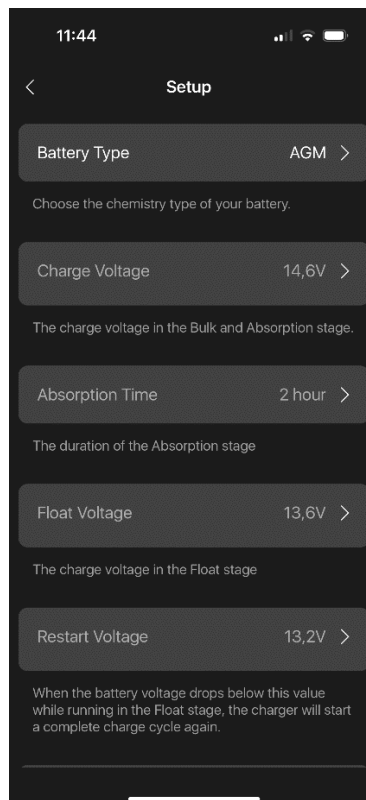 11:44
Setup
Battery Type AGM
Choose the chemistry type of your battery.
Charge Voltage 14,6V
The charge voltage in the Bulk and Absorption stage.
Absorption Time 2 hour
The duration of the Absorption stage
Float Voltage 13,6V
The charge voltage in the Float stage
Restart Voltage 13,2V
When the battery voltage drops below this value
while running in the Float stage, the charger will start
a complete charge cycle again.